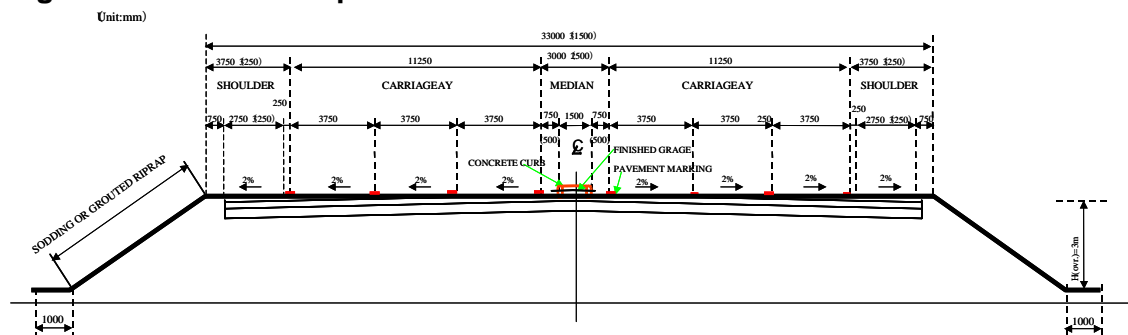 Unit:mm)
33000 (31500)
3750 (3250) 11250 3000 (2500) 11250 3750 (3250)
SHOULDER CARRIAGEAY MEDIAN CARRIAGEAY SHOULDER
250 250
750 2750 (3250) 3750 3750 3750 750 1500 750 3750 3750 250 3750 2750 (3250) 750
(500) (500)
FINISHED GRAGE
CONCRETE CURB PAVEMENT MARKING
2% 2% 2% 2% 2% 2% 2% 2%
SODDING OR GROUTED RIPRAP
H(ovr.)=3m
1000 1000